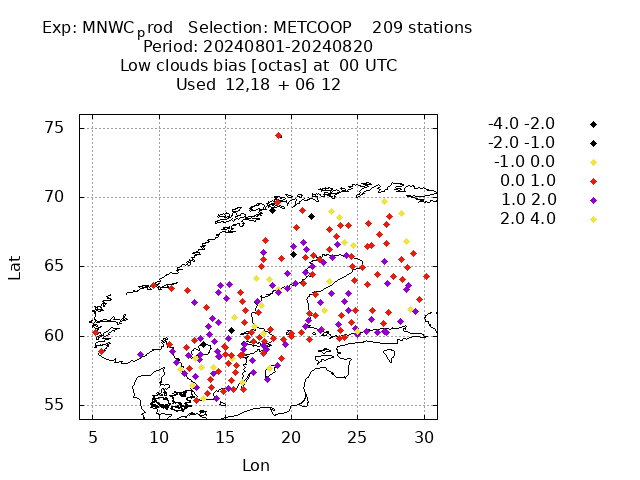 Exp: MNWCprod Selection: METCOOP 209 stations
Period: 20240801-20240820
Low clouds bias [octas] at 00 UTC
Used 12,18 + 06 12
75
70
65
60
55
Lat
5 10 15 20 25 30
Lon
-4.0 -2.0
-2.0 -1.0
-1.0 0.0
0.0 1.0
1.0 2.0
2.0 4.0